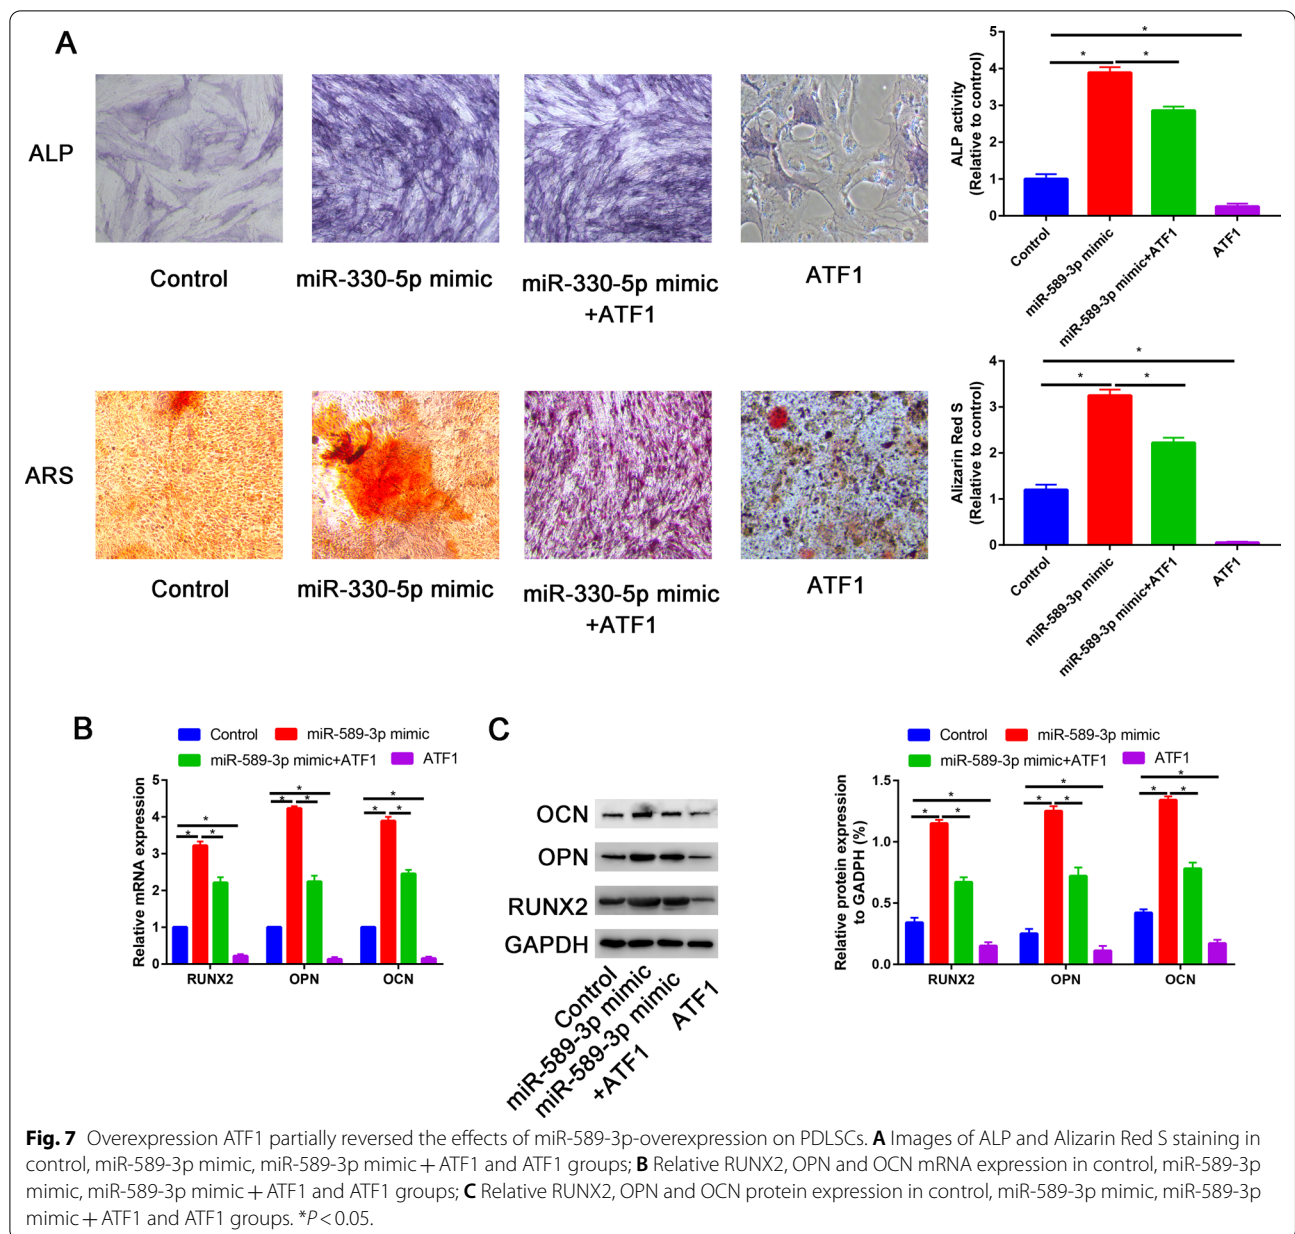 A
ALP
Control
miR-330-5p mimic
miR-330-5p mimic
+ATF1
ATF1
ALP activity
(Relative to control)
5
4
3
2
1
0
*
* *
Control
miR-589-3p mimic
miR-589-3p mimic+ATF1
ATF1
ARS
Control
miR-330-5p mimic
miR-330-5p mimic
+ATF1
ATF1
Alizarin Red S
(Relative to control)
4
3
2
1
0
*
* *
Control
miR-589-3p mimic
miR-589-3p mimic+ATF1
ATF1
B
Control miR-589-3p mimic
miR-589-3p mimic+ATF1 ATF1
Relative mRNA expression
5
4
3
2
1
0
* * *
* * * * * *
RUNX2 OPN OCN
C
OCN
OPN
RUNX2
GAPDH
Control
miR-589-3p mimic
miR-589-3p mimic
+ATF1
ATF1
Control miR-589-3p mimic
miR-589-3p mimic+ATF1 ATF1
Relative protein expression
to GADPH (%)
1.5
1.0
0.5
0.0
* * *
* * * * * *
RUNX2 OPN OCN
Fig. 7 Overexpression ATF1 partially reversed the effects of miR-589-3p-overexpression on PDLSCs. A Images of ALP and Alizarin Red S staining in
control, miR-589-3p mimic, miR-589-3p mimic + ATF1 and ATF1 groups; B Relative RUNX2, OPN and OCN mRNA expression in control, miR-589-3p
mimic, miR-589-3p mimic + ATF1 and ATF1 groups; C Relative RUNX2, OPN and OCN protein expression in control, miR-589-3p mimic, miR-589-3p
mimic + ATF1 and ATF1 groups. *P < 0.05.